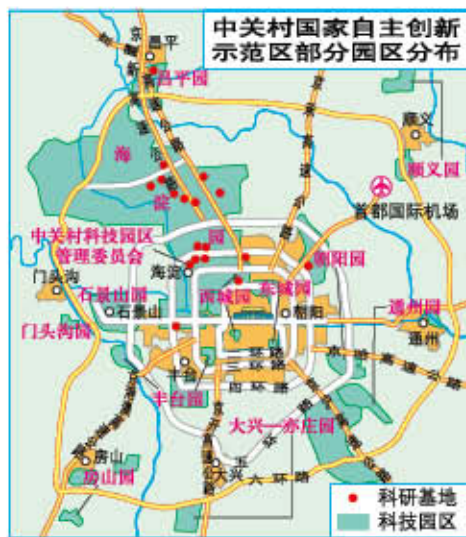 中关村国家自主创新
示范区部分园区分布
昌平
昌平园
顺义
顺义园
首都国际机场
海
淀
园
中关村科技园区
管理委员会
海淀
朝阳园
门头沟
石景山园
石景山
西城园
东城园
朝阳
通州园
通州
门头沟园
三环路
四环路
五环路
六环路
丰台
丰台园
大兴—亦庄园
大兴
房山
房山园
科研基地
科技园区